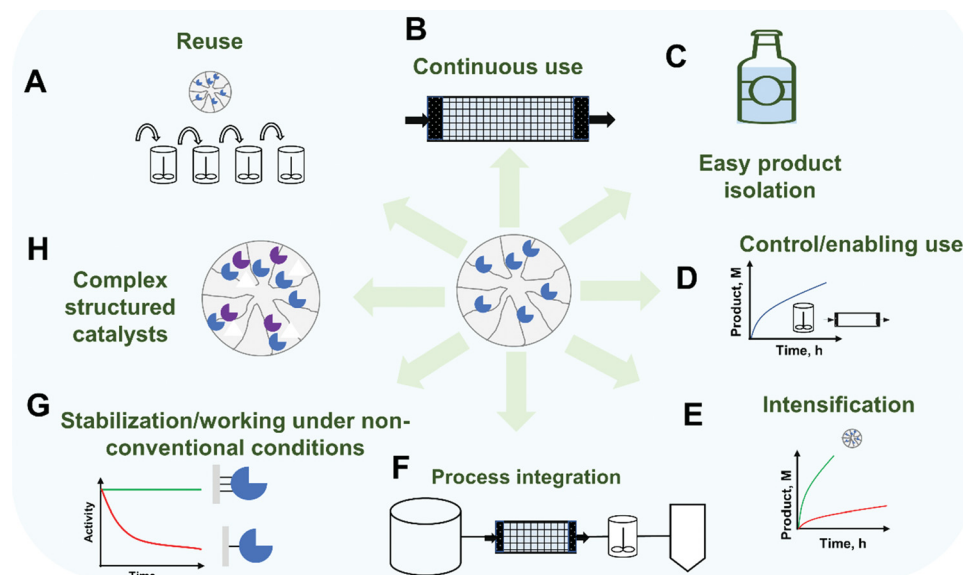 A
Reuse
B
Continuous use
C
Easy product
isolation
H
Complex
structured
catalysts
D
Control/enabling use
Product, M
Time, h
G
Stabilization/working under non-
conventional conditions
Activity
Time
F
Process integration
E
Intensification
Product, M
Time, h